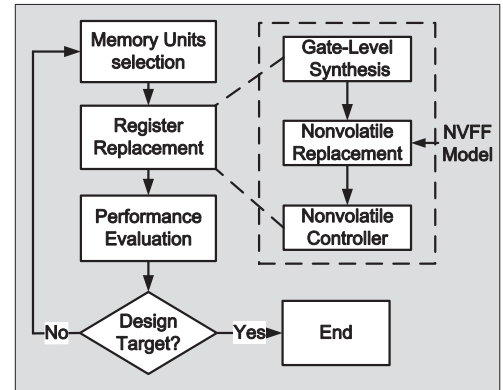 Memory Units
selection
Register
Replacement
Performance
Evaluation
Design
Target?
No
Yes
End
Gate-Level
Synthesis
Nonvolatile
Replacement
NVFF
Model
Nonvolatile
Controller